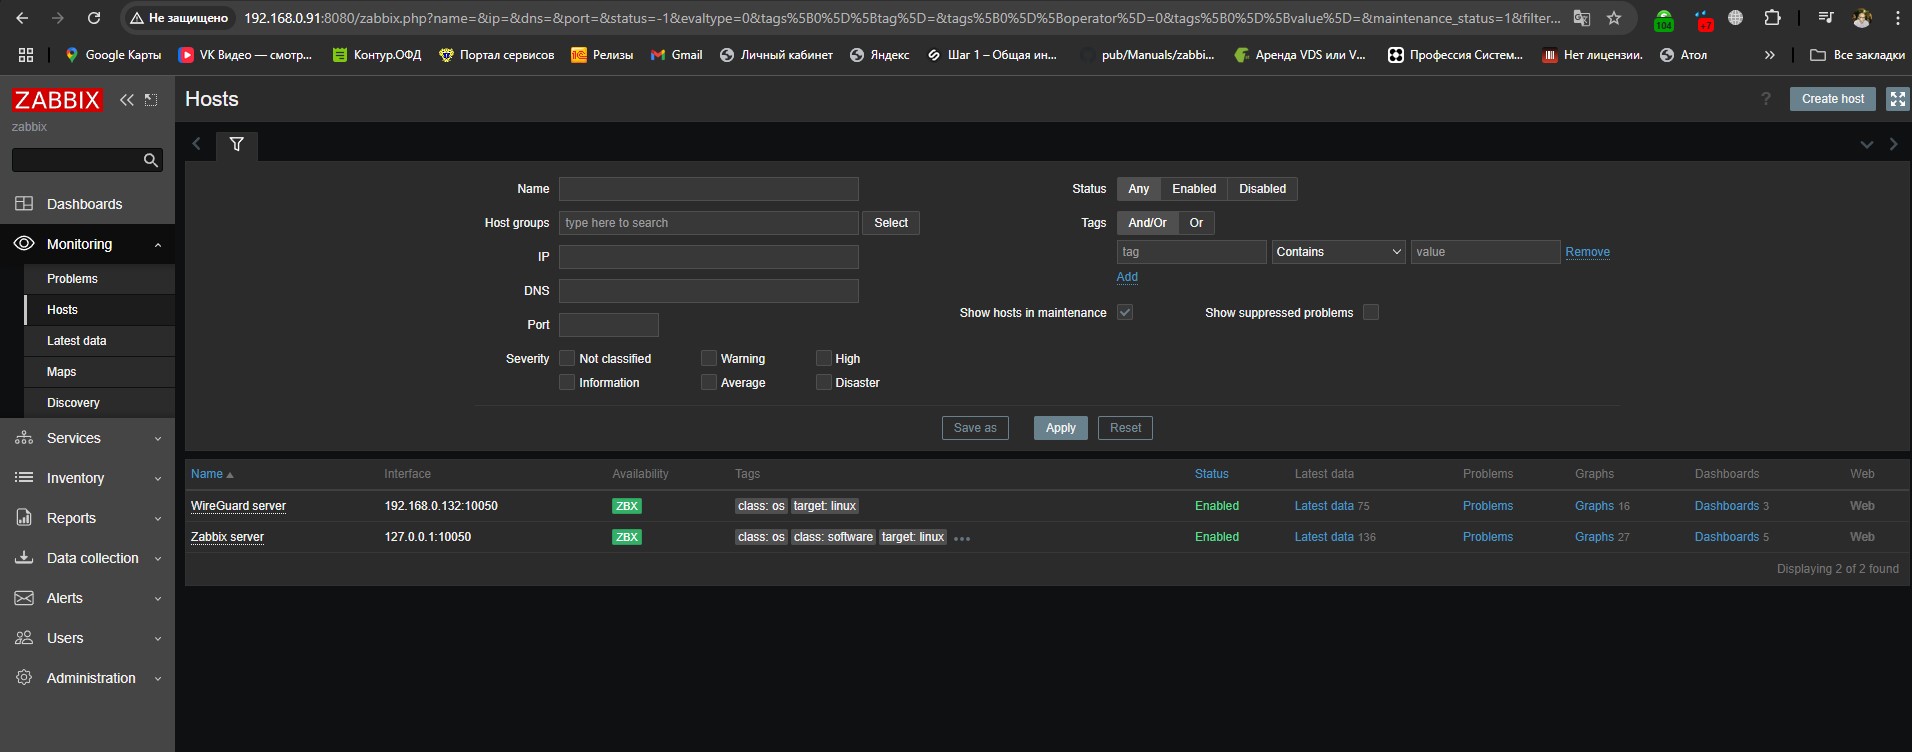 Не защищено 192.168.0.91:8080/zabbix.php?name=&ip=&dns=&port=&status=-1&evaltype=0&tags%5B0%5D%5Btag%5D=&tags%5B0%5D%5Boperator%5D=0&tags%5B0%5D%5Bvalue%5D=&maintenance_status=1&filter... 104 +7
Google Карты VK Видео — смотр... Контур.ОФД Портал сервисов Релизы Gmail Личный кабинет Яндекс Шаг 1 – Общая ин... pub/Manuals/zabbi... Аренда VDS или V... Профессия Систем... Нет лицензии. Атол » Все закладки
ZABBIX
zabbix
Dashboards
Monitoring
Problems
Hosts
Latest data
Maps
Discovery
Services
Inventory
Reports
Data collection
Alerts
Users
Administration
Hosts ? Create host
Name
Host groups type here to search Select
IP
DNS
Port
Severity Not classified Warning High
Information Average Disaster
Status Any Enabled Disabled
Tags And/Or Or
tag Contains value Remove
Add
Show hosts in maintenance Show suppressed problems
Save as Apply Reset
Name Interface Availability Tags Status Latest data Problems Graphs Dashboards Web
WireGuard server 192.168.0.132:10050 ZBX class: os target: linux Enabled Latest data 75 Problems Graphs 16 Dashboards 3 Web
Zabbix server 127.0.0.1:10050 ZBX class: os class: software target: linux ... Enabled Latest data 136 Problems Graphs 27 Dashboards 5 Web
Displaying 2 of 2 found